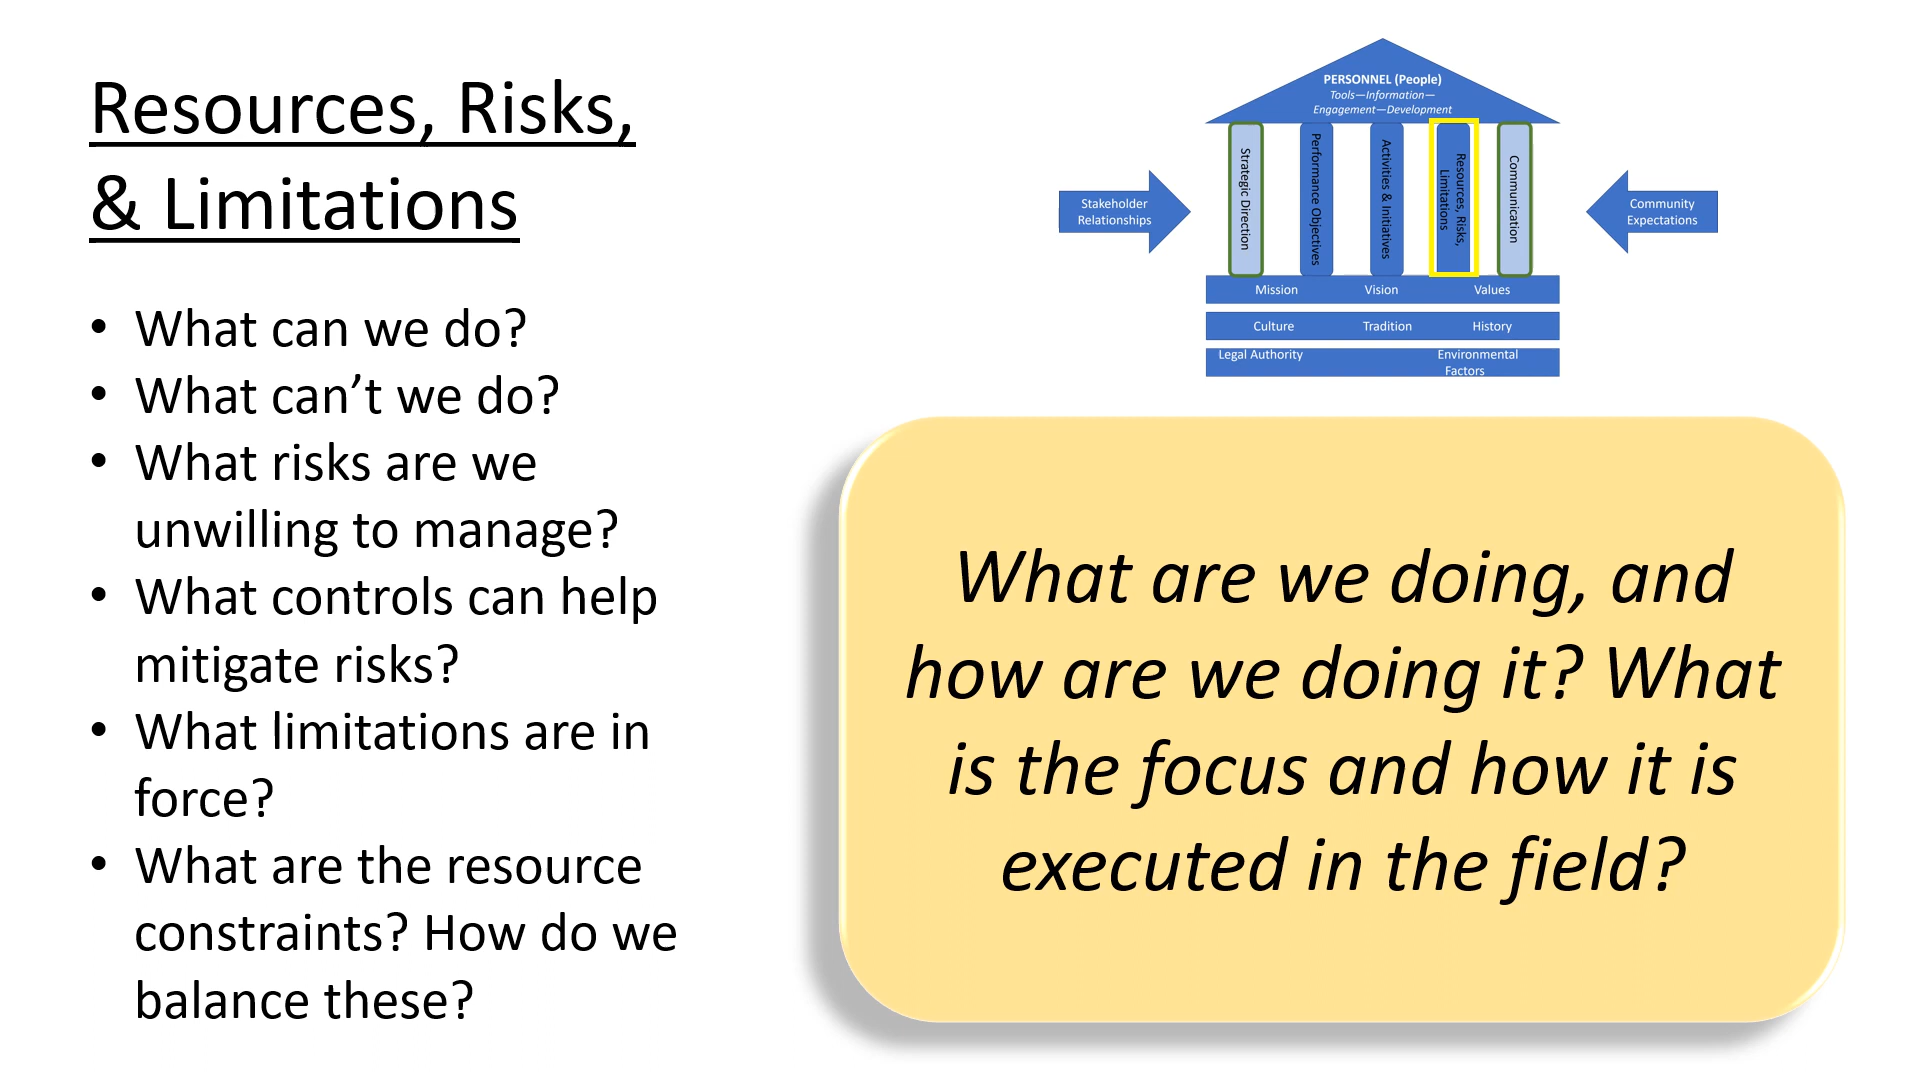 Resources, Risks,
& Limitations
• What can we do?
• What can’t we do?
• What risks are we
unwilling to manage?
• What controls can help
mitigate risks?
• What limitations are in
force?
• What are the resource
constraints? How do we
balance these?
PERSONNEL (People)
Tools—Information—
Engagement—Development
Stakeholder
Relationships
Strategic Direction
Performance Objectives
Activities & Initiatives
Resources, Risks,
Limitations
Communication
Community
Expectations
Mission Vision Values
Culture Tradition History
Legal Authority Environmental
Factors
What are we doing, and
how are we doing it? What
is the focus and how it is
executed in the field?